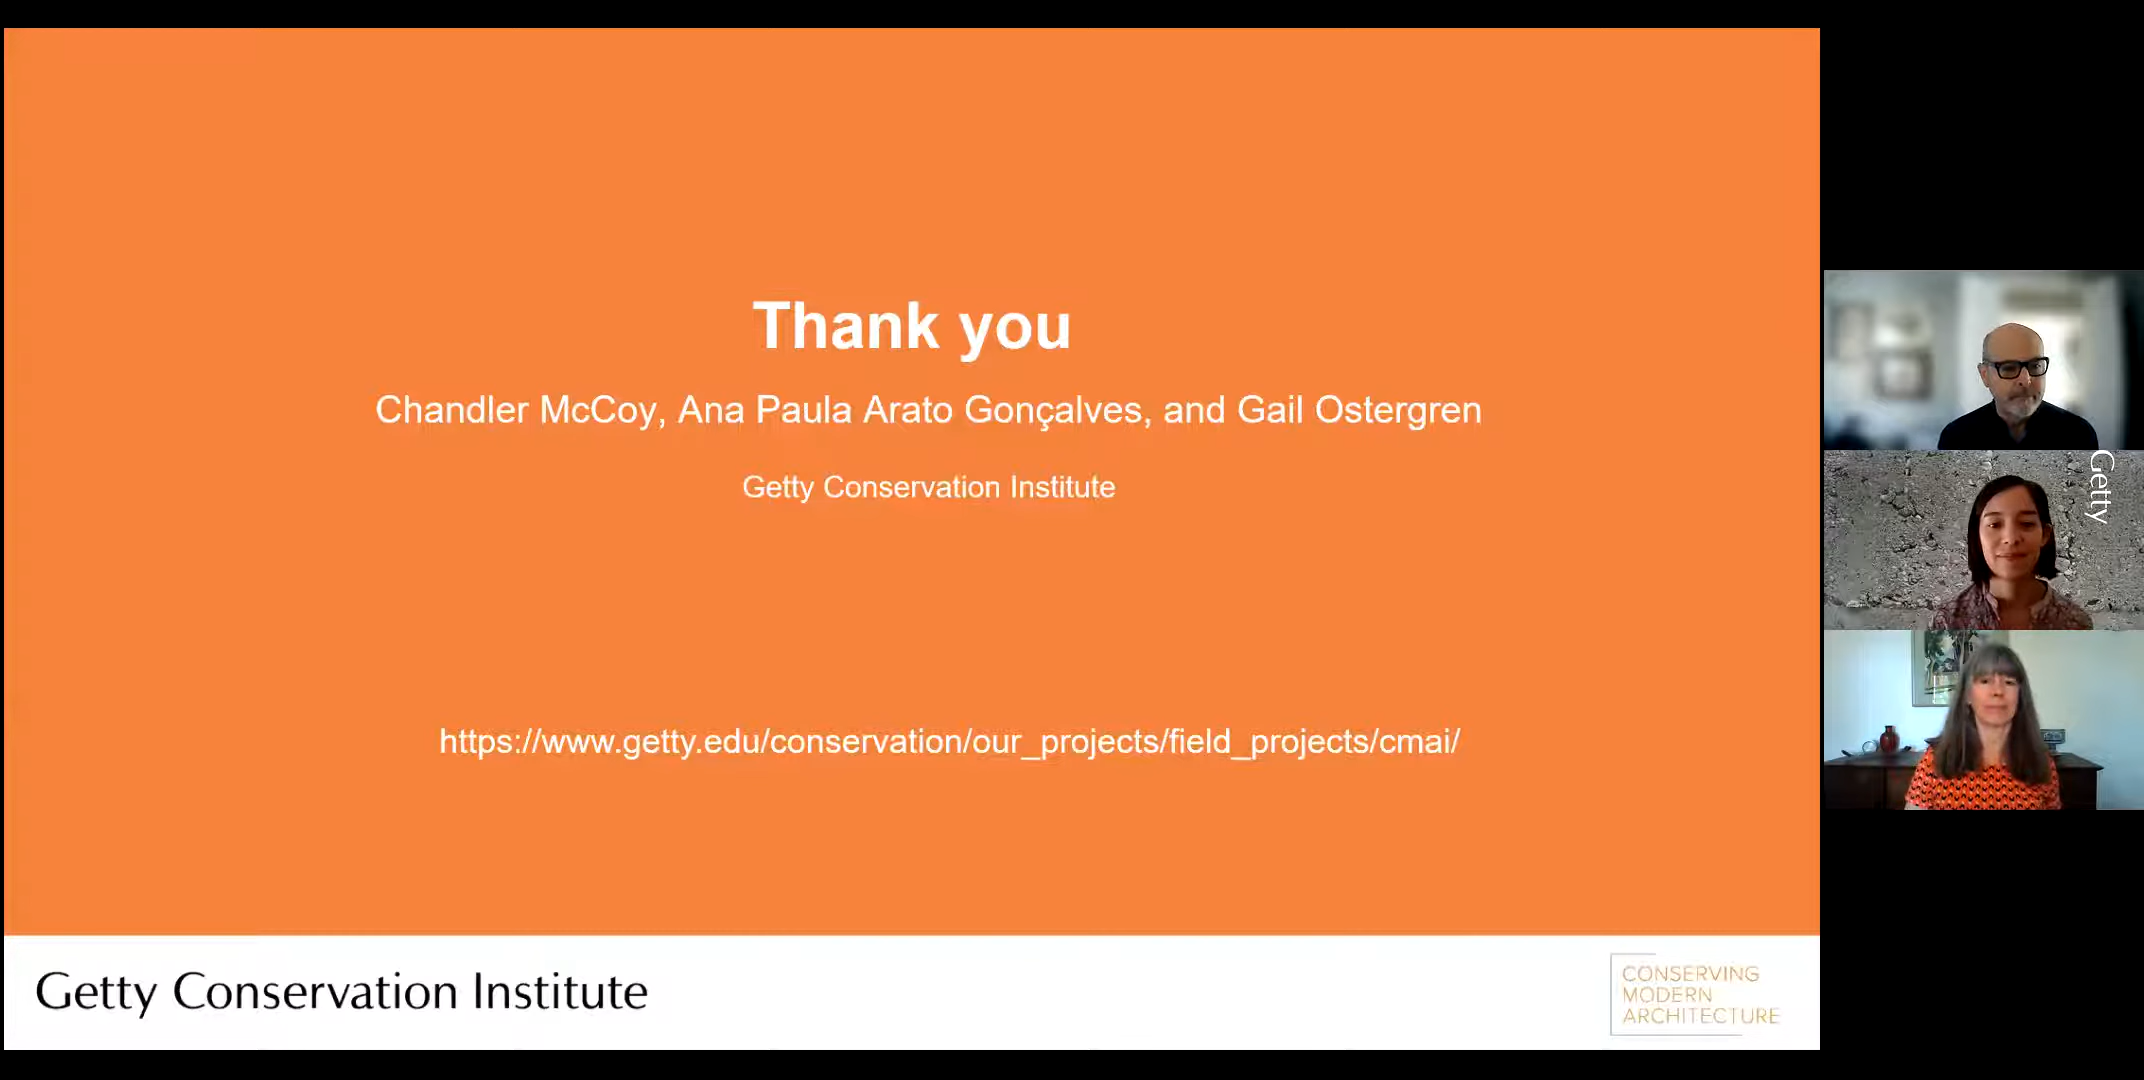 Thank you
Chandler McCoy, Ana Paula Arato Gonçalves, and Gail Ostergren
Getty Conservation Institute
https://www.getty.edu/conservation/our_projects/field_projects/cmai/
Getty Conservation Institute
CONSERVING
MODERN
ARCHITECTURE
Getty